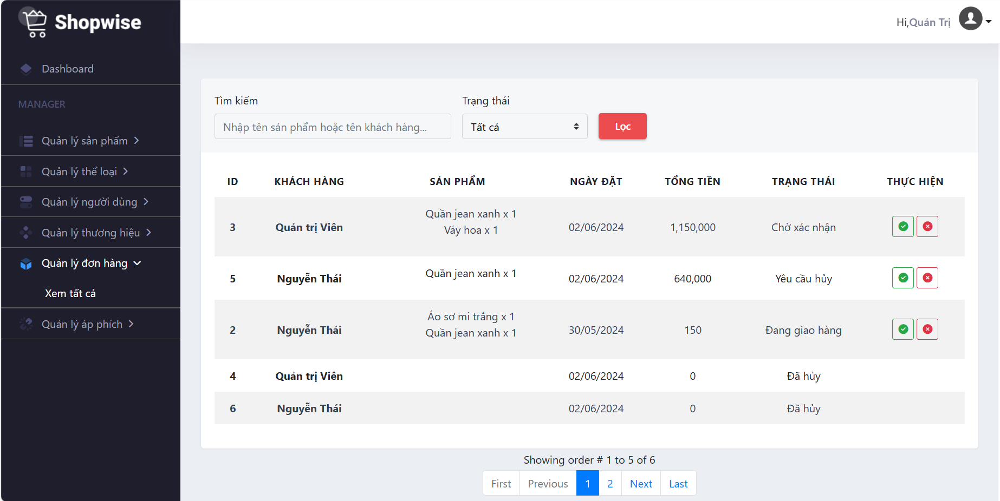 Shopwise
Hi,Quản Trị
Dashboard
MANAGER
Quản lý sản phẩm
Quản lý thể loại
Quản lý người dùng
Quản lý thương hiệu
Quản lý đơn hàng
Xem tất cả
Quản lý áp phích
Tìm kiếm
Trạng thái
Nhập tên sản phẩm hoặc tên khách hàng...
Tất cả
Lọc
ID KHÁCH HÀNG SẢN PHẨM NGÀY ĐẶT TỔNG TIỀN TRẠNG THÁI THỰC HIỆN
Quần jean xanh x 1
3 Quản trị Viên 02/06/2024 1,150,000 Chờ xác nhận
Váy hoa x 1
5 Nguyễn Thái Quần jean xanh x 1 02/06/2024 640,000 Yêu cầu hủy
Áo sơ mi trắng x 1
2 Nguyễn Thái 30/05/2024 150 Đang giao hàng
Quần jean xanh x 1
4 Quản trị Viên 02/06/2024 0 Đã hủy
6 Nguyễn Thái 02/06/2024 0 Đã hủy
Showing order # 1 to 5 of 6
First Previous 1 2 Next Last